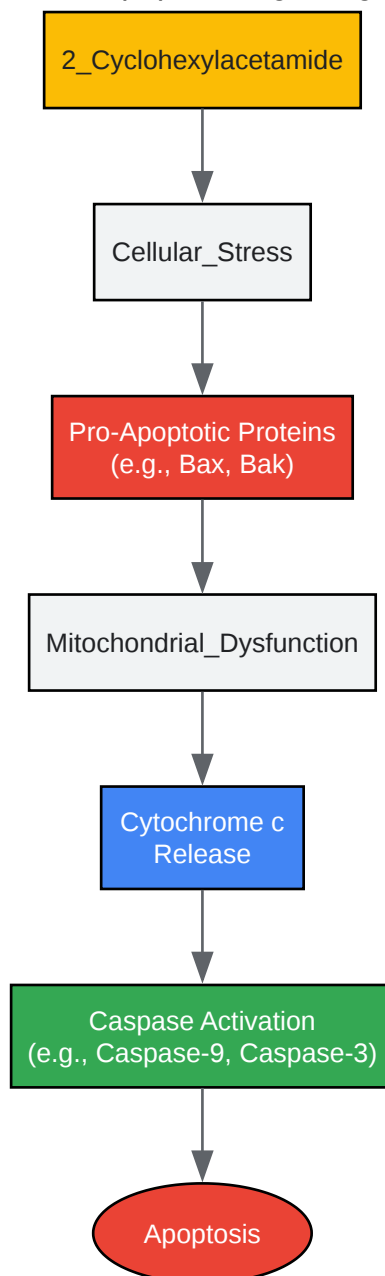 2_Cyclohexylacetamide
Cellular_Stress
Pro-Apoptotic Proteins
(e.g., Bax, Bak)
Mitochondrial_Dysfunction
Cytochrome c
Release
Caspase Activation
(e.g., Caspase-9, Caspase-3)
Apoptosis